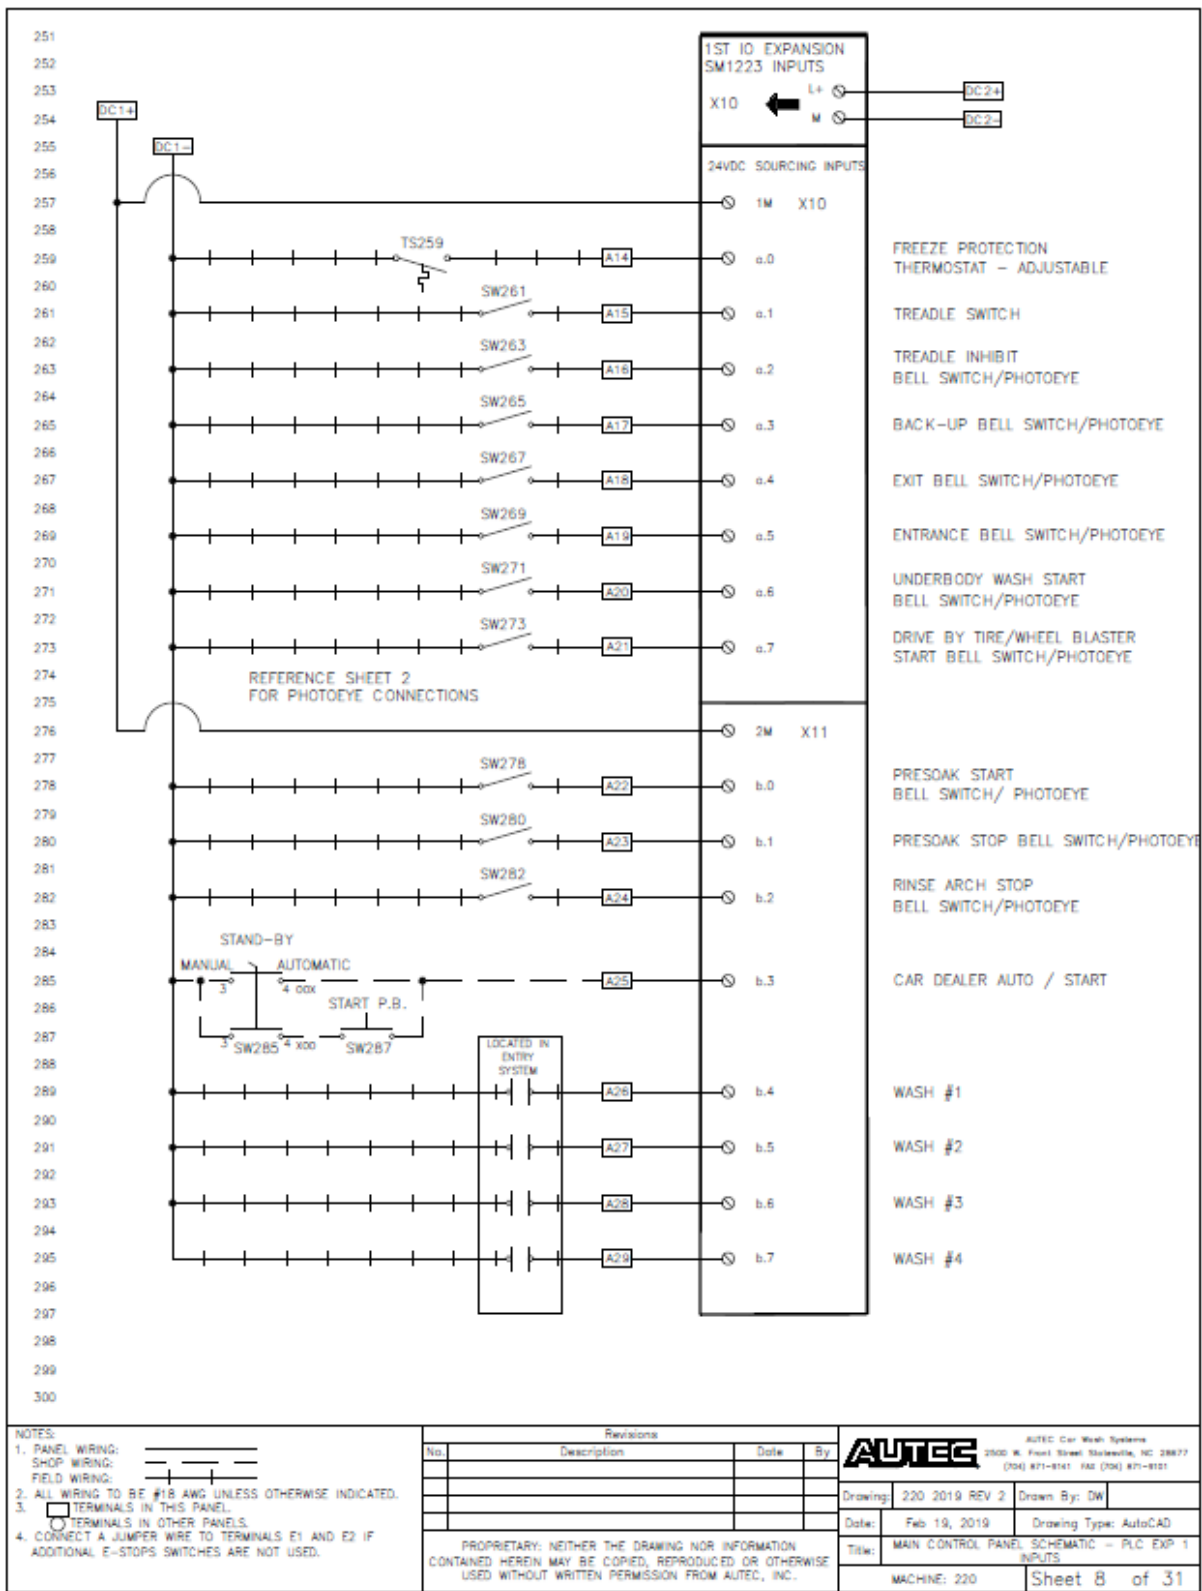 251
1ST IO EXPANSION
252
SM1223 INPUTS
253
L+
DC2+
DC1+
X10
254
M
DC2-
255
DC1-
256
24VDC SOURCING INPUTS
257
1M X10
258
TS259
FREEZE PROTECTION
259
A14
a.0
THERMOSTAT - ADJUSTABLE
260
SW261
261
A15
a.1
TREADLE SWITCH
262
SW263
TREADLE INHIBIT
263
A16
a.2
BELL SWITCH/PHOTOEYE
264
SW265
265
A17
a.3
BACK-UP BELL SWITCH/PHOTOEYE
266
SW267
267
A18
a.4
EXIT BELL SWITCH/PHOTOEYE
268
SW269
269
A19
a.5
ENTRANCE BELL SWITCH/PHOTOEYE
270
SW271
UNDERBODY WASH START
271
A20
a.6
BELL SWITCH/PHOTOEYE
272
SW273
DRIVE BY TIRE/WHEEL BLASTER
273
A21
a.7
START BELL SWITCH/PHOTOEYE
274
REFERENCE SHEET 2
FOR PHOTOEYE CONNECTIONS
275
276
2M X11
277
SW278
PRESOAK START
278
A22
b.0
BELL SWITCH/ PHOTOEYE
279
SW280
280
A23
b.1
PRESOAK STOP BELL SWITCH/PHOTOEYE
281
SW282
RINSE ARCH STOP
282
A24
b.2
BELL SWITCH/PHOTOEYE
283
STAND-BY
284
MANUAL
AUTOMATIC
285
3
4 00X
A25
b.3
CAR DEALER AUTO / START
286
START P.B.
287
3
SW285
4 X00
SW287
LOCATED IN
ENTRY
SYSTEM
288
289
A26
b.4
WASH #1
290
291
A27
b.5
WASH #2
292
293
A28
b.6
WASH #3
294
295
A29
b.7
WASH #4
296
297
298
299
300
NOTES:
1. PANEL WIRING:
SHOP WIRING:
FIELD WIRING:
2. ALL WIRING TO BE #18 AWG UNLESS OTHERWISE INDICATED.
3. TERMINALS IN THIS PANEL.
TERMINALS IN OTHER PANELS.
4. CONNECT A JUMPER WIRE TO TERMINALS E1 AND E2 IF
ADDITIONAL E-STOPS SWITCHES ARE NOT USED.
Revisions
No. Description Date By
PROPRIETARY: NEITHER THE DRAWING NOR INFORMATION
CONTAINED HEREIN MAY BE COPIED, REPRODUCED OR OTHERWISE
USED WITHOUT WRITTEN PERMISSION FROM AUTEC, INC.
AUTEC
AUTEC Car Wash Systems
2500 W. Front Street Statesville, NC 28677
(704) 871-9141 FAX (704) 871-9101
Drawing: 220 2019 REV 2 Drawn By: DW
Date: Feb 19, 2019 Drawing Type: AutoCAD
Title: MAIN CONTROL PANEL SCHEMATIC - PLC EXP 1
INPUTS
MACHINE: 220 Sheet 8 of 31